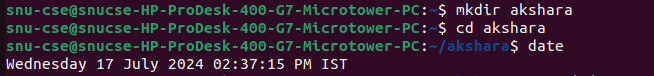 snu-cse@snucse-HP-ProDesk-400-G7-Microtower-PC:~$ mkdir akshara
snu-cse@snucse-HP-ProDesk-400-G7-Microtower-PC:~$ cd akshara
snu-cse@snucse-HP-ProDesk-400-G7-Microtower-PC:~/akshara$ date
Wednesday 17 July 2024 02:37:15 PM IST